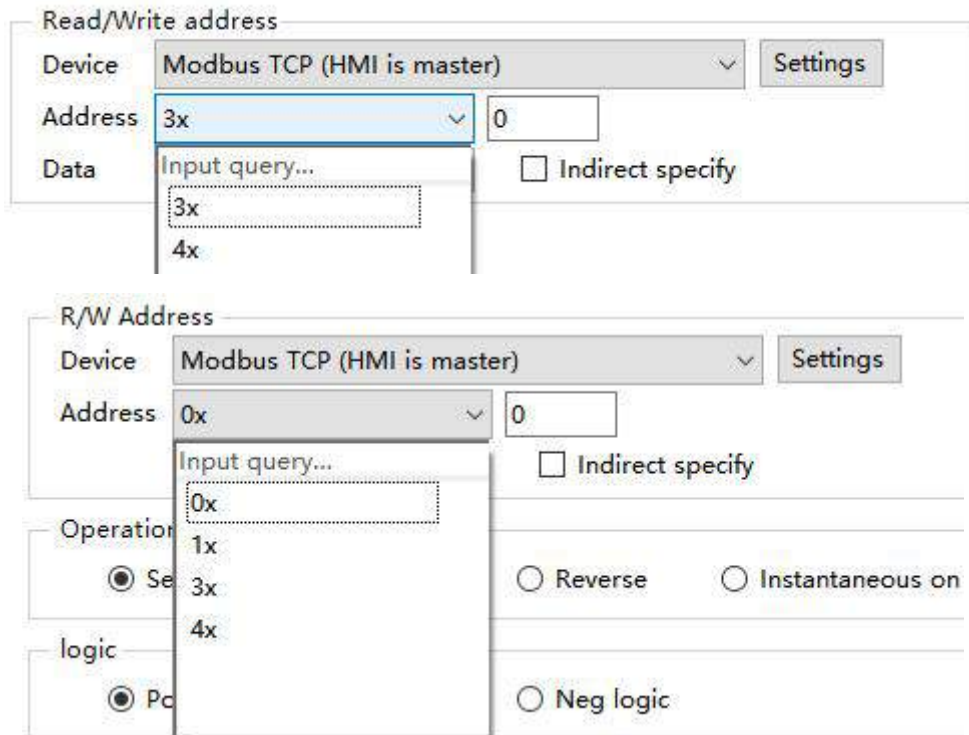 Read/Write address
Device Modbus TCP (HMI is master) Settings
Address 3x 0
Data Input query... Indirect specify
3x
4x
R/W Address
Device Modbus TCP (HMI is master) Settings
Address 0x 0
Input query... Indirect specify
0x
Operation
1x
Se 3x Reverse Instantaneous on
4x
logic
Po Neg logic